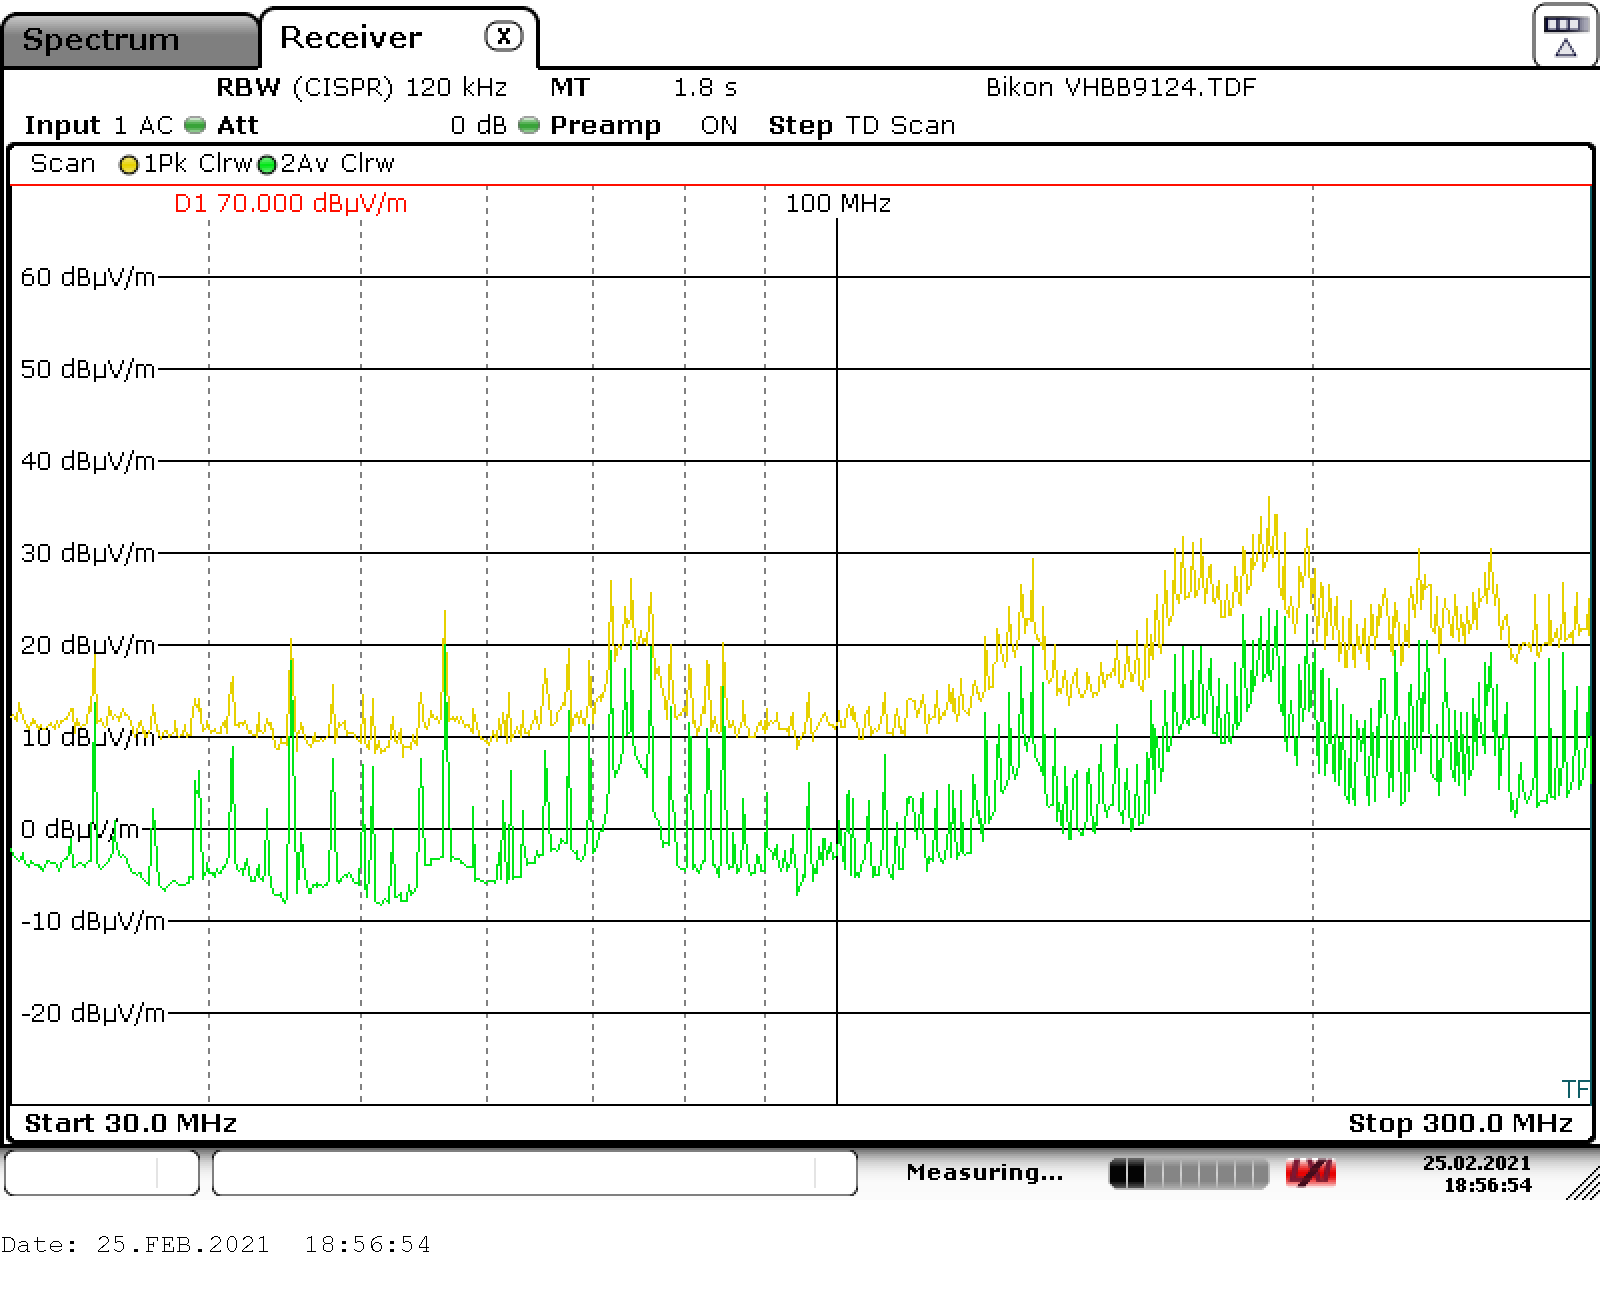 Spectrum Receiver X
RBW (CISPR) 120 kHz MT 1.8 s Bikon VHBB9124.TDF
Input 1 AC Att 0 dB Preamp ON Step TD Scan
Scan 1Pk Clrw 2Av Clrw
D1 70.000 dBµV/m 100 MHz
60 dBµV/m
50 dBµV/m
40 dBµV/m
30 dBµV/m
20 dBµV/m
10 dBµV/m
0 dBµV/m
-10 dBµV/m
-20 dBµV/m
TF
Start 30.0 MHz Stop 300.0 MHz
Measuring... LXI 25.02.2021
18:56:54
Date: 25.FEB.2021 18:56:54